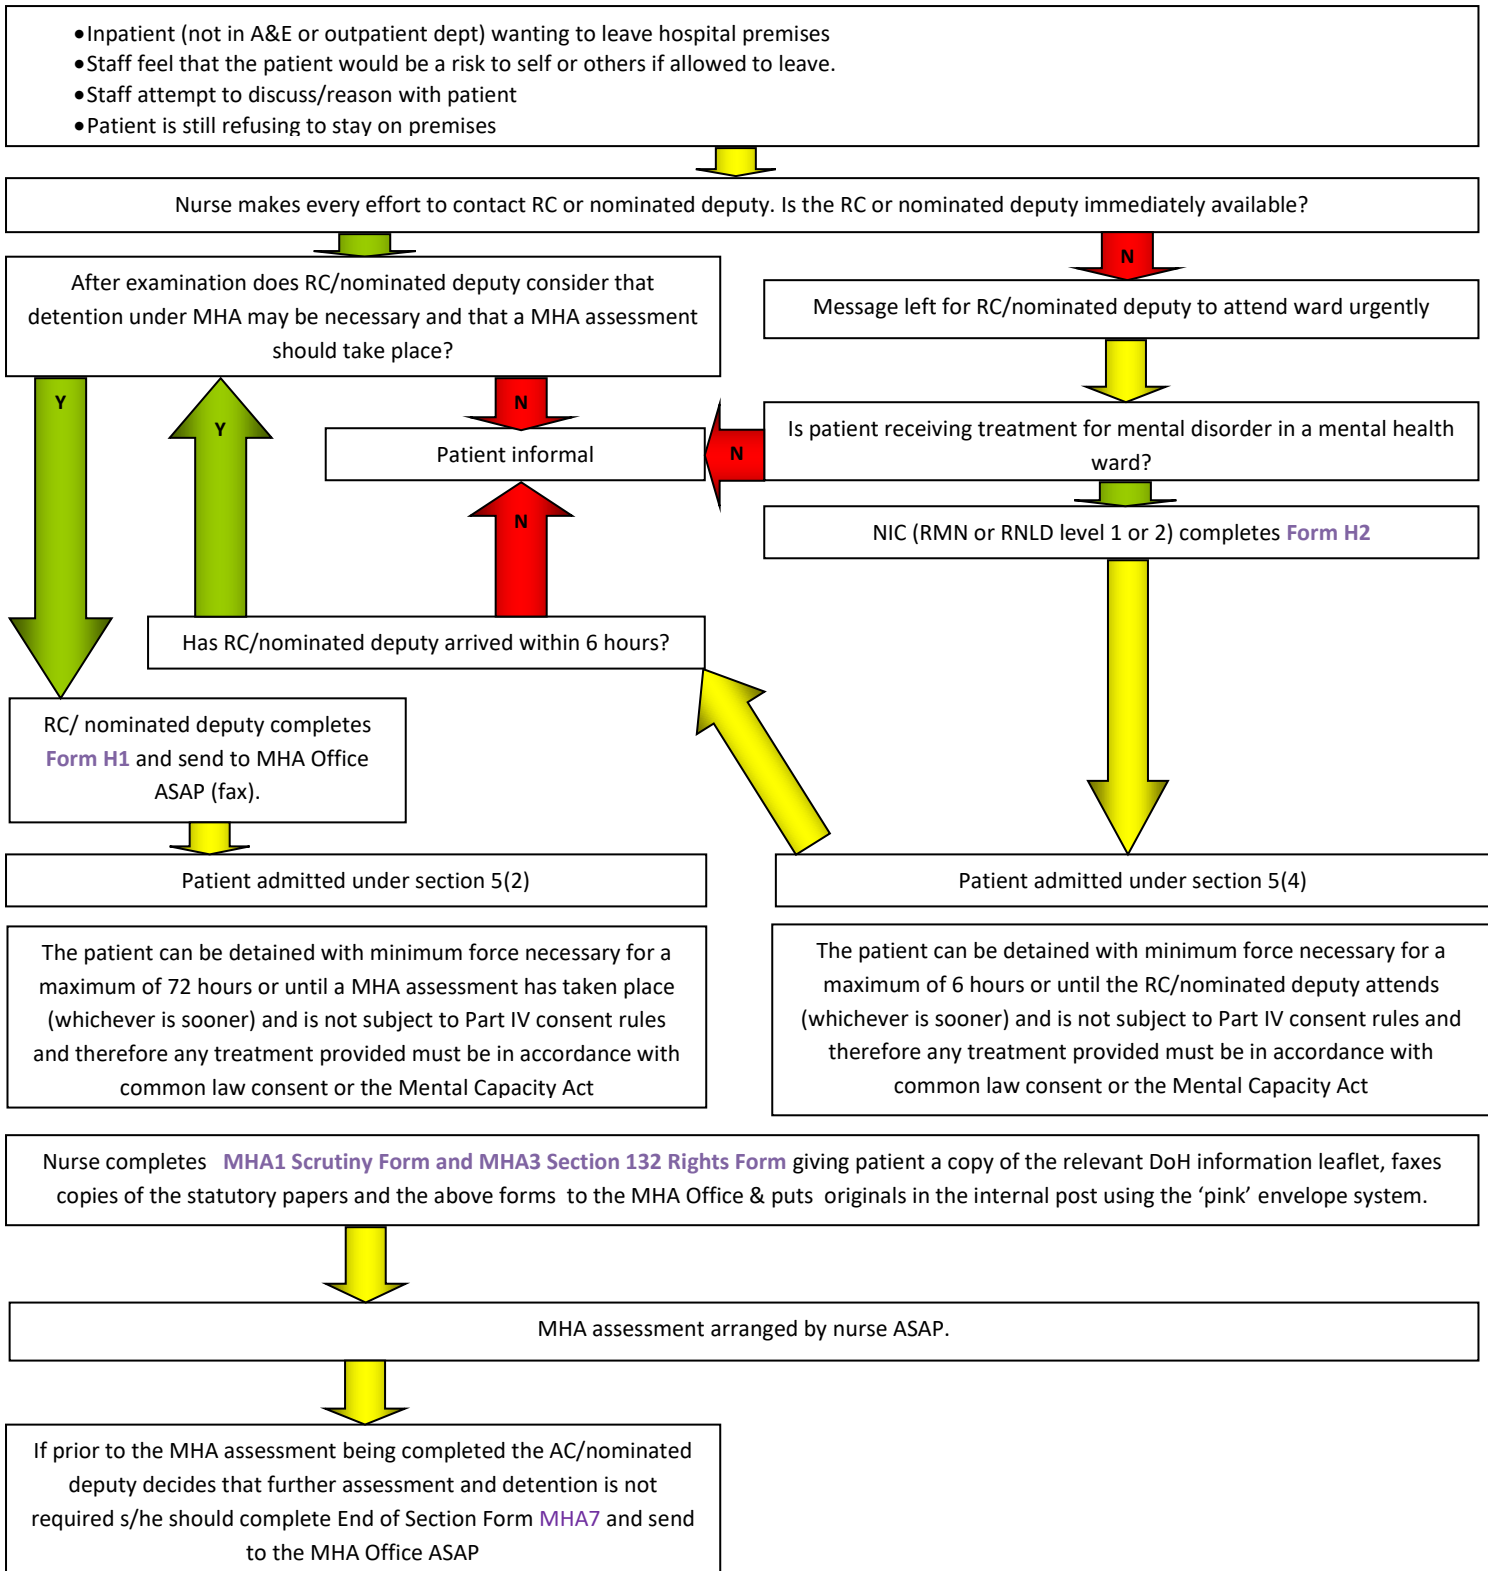 •Inpatient (not in A&E or outpatient dept) wanting to leave hospital premises
•Staff feel that the patient would be a risk to self or others if allowed to leave.
•Staff attempt to discuss/reason with patient
•Patient is still refusing to stay on premises
Nurse makes every effort to contact RC or nominated deputy. Is the RC or nominated deputy immediately available?
N
After examination does RC/nominated deputy consider that
detention under MHA may be necessary and that a MHA assessment
should take place?
Message left for RC/nominated deputy to attend ward urgently
Y
Y
N
Patient informal
N
Is patient receiving treatment for mental disorder in a mental health
ward?
N
NIC (RMN or RNLD level 1 or 2) completes Form H2
Has RC/nominated deputy arrived within 6 hours?
RC/ nominated deputy completes
Form H1 and send to MHA Office
ASAP (fax).
Patient admitted under section 5(2)
Patient admitted under section 5(4)
The patient can be detained with minimum force necessary for a
maximum of 72 hours or until a MHA assessment has taken place
(whichever is sooner) and is not subject to Part IV consent rules
and therefore any treatment provided must be in accordance with
common law consent or the Mental Capacity Act
The patient can be detained with minimum force necessary for a
maximum of 6 hours or until the RC/nominated deputy attends
(whichever is sooner) and is not subject to Part IV consent rules and
therefore any treatment provided must be in accordance with
common law consent or the Mental Capacity Act
Nurse completes MHA1 Scrutiny Form and MHA3 Section 132 Rights Form giving patient a copy of the relevant DoH information leaflet, faxes
copies of the statutory papers and the above forms to the MHA Office & puts originals in the internal post using the ‘pink’ envelope system.
MHA assessment arranged by nurse ASAP.
If prior to the MHA assessment being completed the AC/nominated
deputy decides that further assessment and detention is not
required s/he should complete End of Section Form MHA7 and send
to the MHA Office ASAP